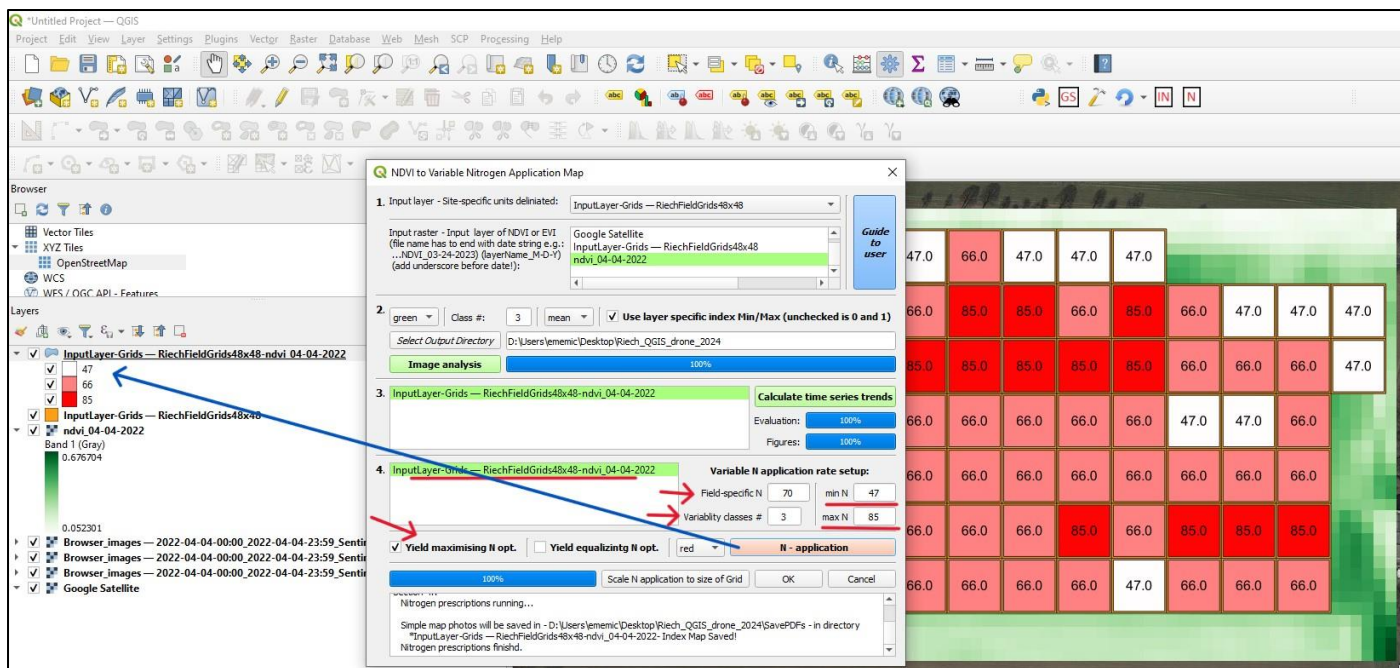 *Untitled Project — QGIS
Project Edit View Layer Settings Plugins Vector Raster Database Web Mesh SCP Processing Help
abc abc abc abc abc abc abc
GS IN N
Browser
Vector Tiles
XYZ Tiles
OpenStreetMap
WCS
WFS / OGC API - Features
Layers
InputLayer-Grids — RiechFieldGrids48x48-ndvi_04-04-2022
47
66
85
InputLayer-Grids — RiechFieldGrids48x48
ndvi_04-04-2022
Band 1 (Gray)
0.676704
0.052301
Browser_images — 2022-04-04-00:00_2022-04-04-23:59_Sentir
Browser_images — 2022-04-04-00:00_2022-04-04-23:59_Sentir
Browser_images — 2022-04-04-00:00_2022-04-04-23:59_Sentir
Google Satellite
NDVI to Variable Nitrogen Application Map
1. Input layer - Site-specific units deliniated: InputLayer-Grids — RiechFieldGrids48x48
Input raster - Input layer of NDVI or EVI
(file name has to end with date string e.g.:
...NDVI_03-24-2023) (layerName_M-D-Y)
(add underscore before date!):
Google Satellite
InputLayer-Grids — RiechFieldGrids48x48
ndvi_04-04-2022
Guide
to
user
2. green Class #: 3 mean Use layer specific index Min/Max (unchecked is 0 and 1)
Select Output Directory D:\Users\ememic\Desktop\Riech_QGIS_drone_2024
Image analysis 100%
3. InputLayer-Grids — RiechFieldGrids48x48-ndvi_04-04-2022
Calculate time series trends
Evaluation: 100%
Figures: 100%
4. InputLayer-Grids — RiechFieldGrids48x48-ndvi_04-04-2022
Variable N application rate setup:
Field-specific N 70 min N 47
Variablity classes # 3 max N 85
Yield maximising N opt. Yield equalizintg N opt. red N - application
100% Scale N application to size of Grid OK Cancel
Nitrogen prescriptions running...
Simple map photos will be saved in - D:\Users\ememic\Desktop\Riech_QGIS_drone_2024\SavePDFs - in directory
*InputLayer-Grids — RiechFieldGrids48x48-ndvi_04-04-2022- Index Map Saved!
Nitrogen prescriptions finishd.
47.0 66.0 47.0 47.0 47.0
66.0 85.0 85.0 66.0 85.0 66.0 47.0 47.0 47.0
85.0 85.0 85.0 85.0 85.0 66.0 66.0 66.0 47.0
66.0 66.0 66.0 66.0 66.0 47.0 47.0 66.0
66.0 66.0 66.0 66.0 66.0 66.0 66.0 66.0
66.0 66.0 66.0 85.0 66.0 85.0 85.0 85.0
66.0 66.0 66.0 66.0 47.0 66.0 66.0 66.0